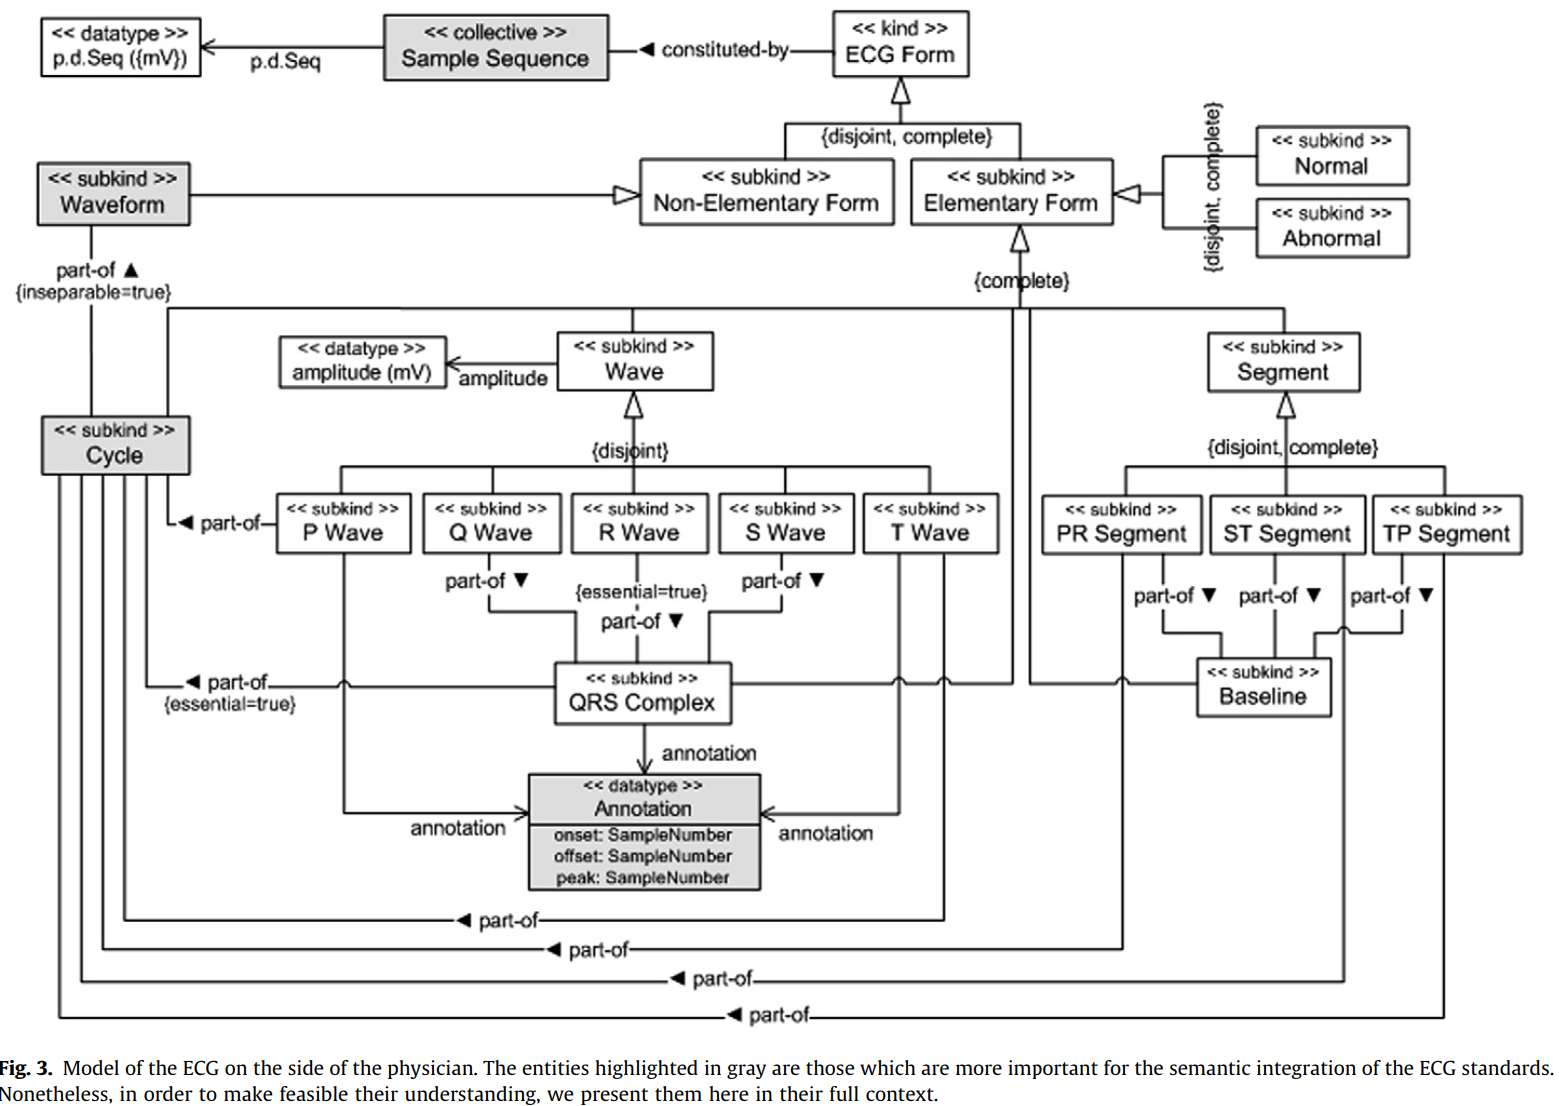 << datatype >>
p.d.Seq ({mV})
p.d.Seq
<< collective >>
Sample Sequence
◄ constituted-by
<< kind >>
ECG Form
{disjoint, complete}
<< subkind >>
Waveform
<< subkind >>
Non-Elementary Form
<< subkind >>
Elementary Form
{disjoint, complete}
<< subkind >>
Normal
<< subkind >>
Abnormal
part-of ▲
{inseparable=true}
{complete}
<< datatype >>
amplitude (mV)
amplitude
<< subkind >>
Wave
<< subkind >>
Segment
<< subkind >>
Cycle
{disjoint}
{disjoint, complete}
◄ part-of
<< subkind >>
P Wave
<< subkind >>
Q Wave
<< subkind >>
R Wave
<< subkind >>
S Wave
<< subkind >>
T Wave
<< subkind >>
PR Segment
<< subkind >>
ST Segment
<< subkind >>
TP Segment
part-of ▼
{essential=true}
part-of ▼
part-of ▼
part-of ▼
part-of ▼
part-of ▼
◄ part-of
{essential=true}
<< subkind >>
QRS Complex
<< subkind >>
Baseline
annotation
<< datatype >>
Annotation
onset: SampleNumber
offset: SampleNumber
peak: SampleNumber
annotation
annotation
◄ part-of
◄ part-of
◄ part-of
◄ part-of
Fig. 3. Model of the ECG on the side of the physician. The entities highlighted in gray are those which are more important for the semantic integration of the ECG standards.
Nonetheless, in order to make feasible their understanding, we present them here in their full context.